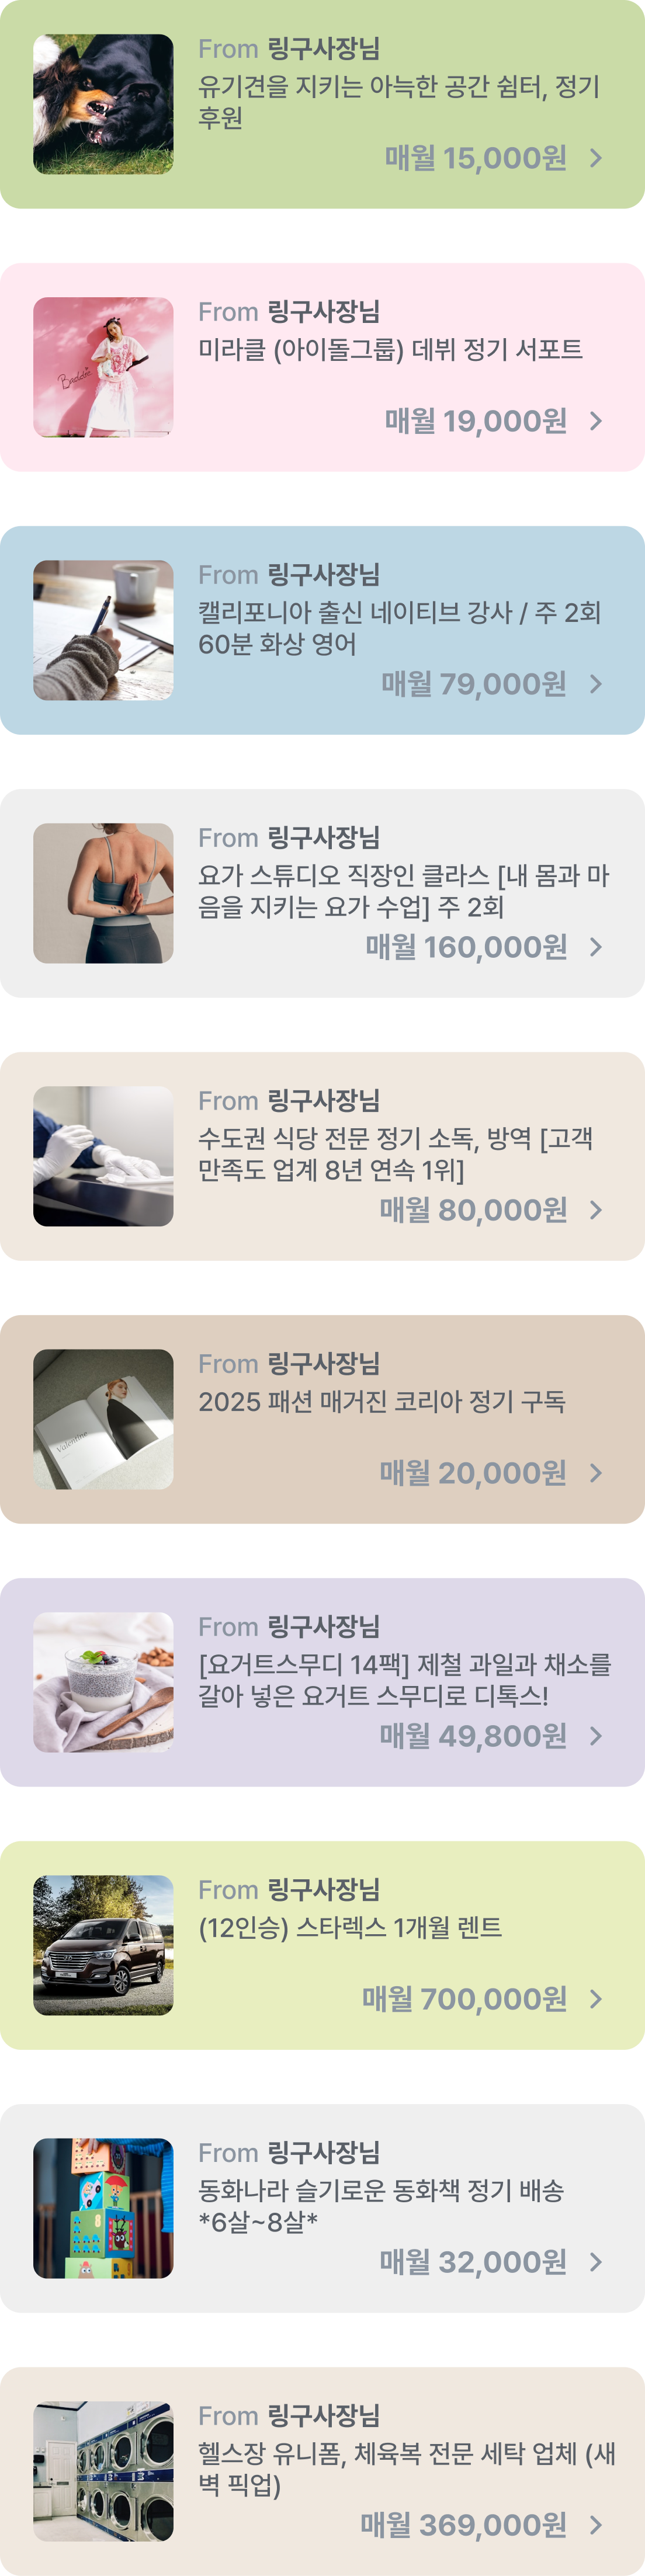 From 링구사장님
유기견을 지키는 아늑한 공간 쉼터, 정기
후원
매월 15,000원
From 링구사장님
미라클 (아이돌그룹) 데뷔 정기 서포트
매월 19,000원
From 링구사장님
캘리포니아 출신 네이티브 강사 / 주 2회
60분 화상 영어
매월 79,000원
From 링구사장님
요가 스튜디오 직장인 클라스 [내 몸과 마
음을 지키는 요가 수업] 주 2회
매월 160,000원
From 링구사장님
수도권 식당 전문 정기 소독, 방역 [고객
만족도 업계 8년 연속 1위]
매월 80,000원
From 링구사장님
2025 패션 매거진 코리아 정기 구독
Valentine
매월 20,000원
From 링구사장님
[요거트스무디 14팩] 제철 과일과 채소를
갈아 넣은 요거트 스무디로 디톡스!
매월 49,800원
From 링구사장님
(12인승) 스타렉스 1개월 렌트
매월 700,000원
From 링구사장님
동화나라 슬기로운 동화책 정기 배송
*6살~8살*
매월 32,000원
From 링구사장님
헬스장 유니폼, 체육복 전문 세탁 업체 (새
벽 픽업)
매월 369,000원